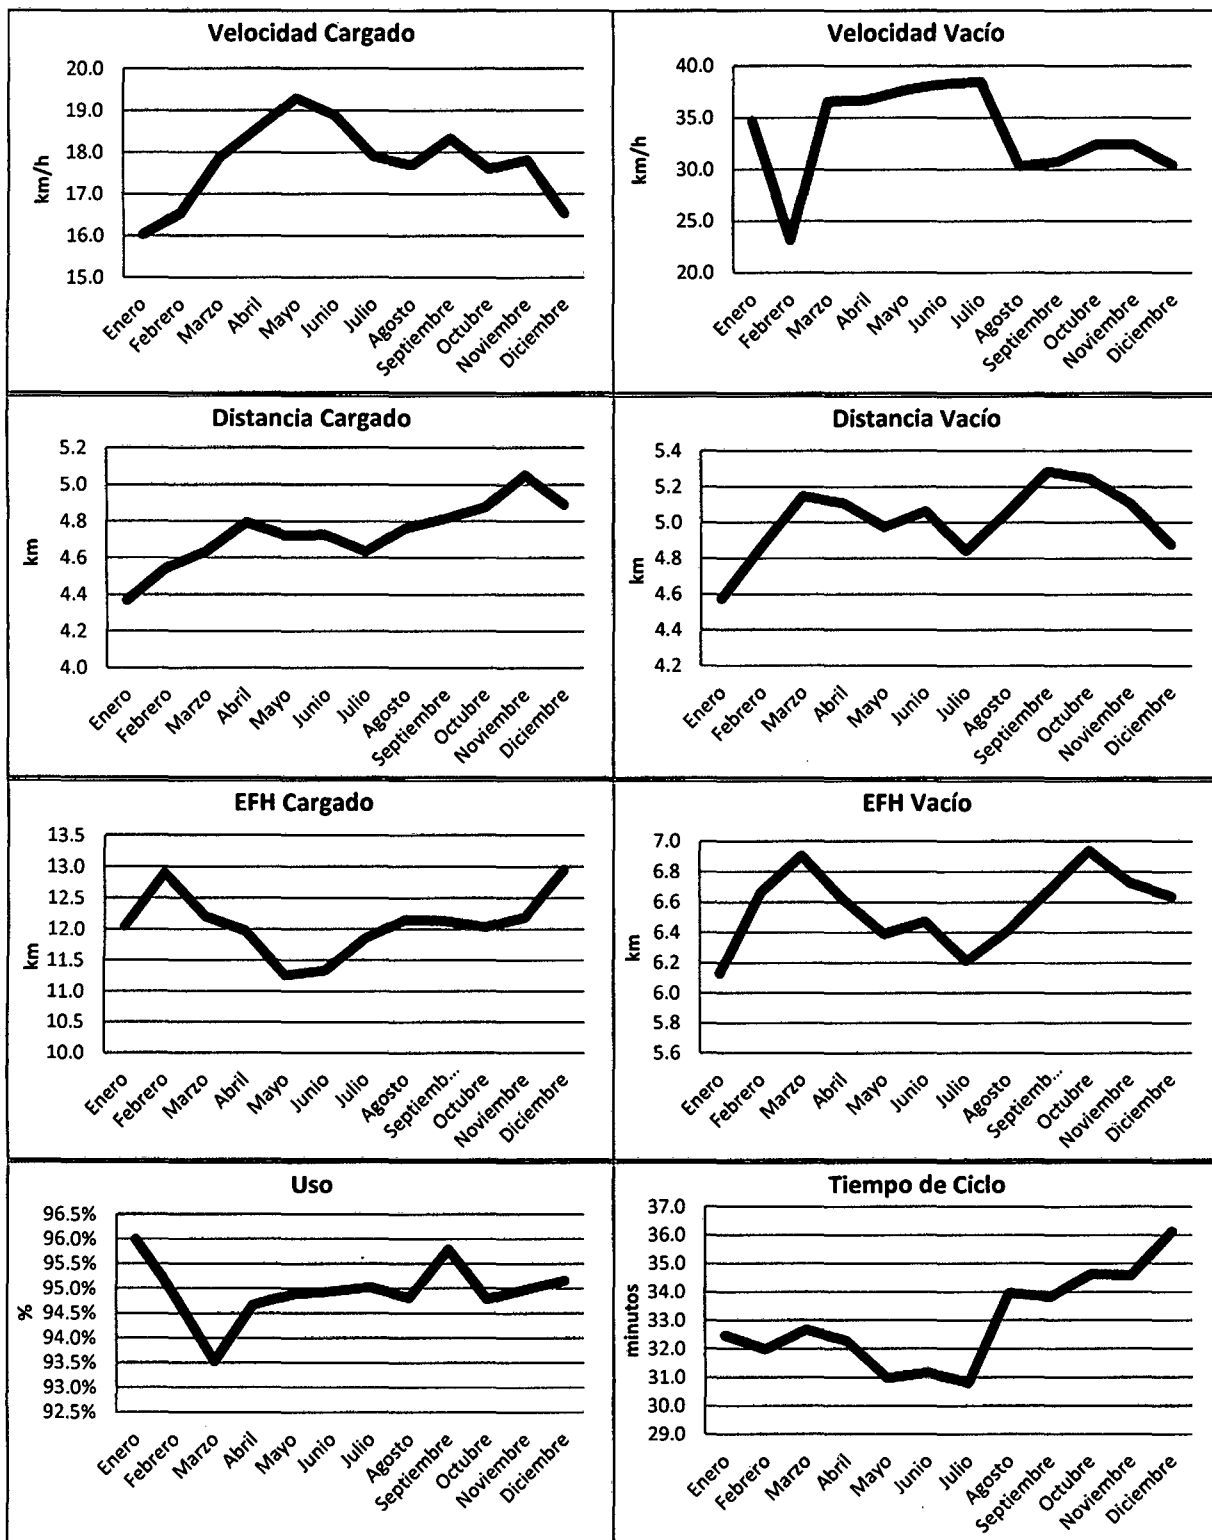 Velocidad Cargado
km/h
20.0
19.0
18.0
17.0
16.0
15.0
Enero
Febrero
Marzo
Abril
Mayo
Junio
Julio
Agosto
Septiembre
Octubre
Noviembre
Diciembre
Velocidad Vacío
km/h
40.0
35.0
30.0
25.0
20.0
Enero
Febrero
Marzo
Abril
Mayo
Junio
Julio
Agosto
Septiembre
Octubre
Noviembre
Diciembre
Distancia Cargado
km
5.2
5.0
4.8
4.6
4.4
4.2
4.0
Enero
Febrero
Marzo
Abril
Mayo
Junio
Julio
Agosto
Septiembre
Octubre
Noviembre
Diciembre
Distancia Vacío
km
5.4
5.2
5.0
4.8
4.6
4.4
4.2
Enero
Febrero
Marzo
Abril
Mayo
Junio
Julio
Agosto
Septiembre
Octubre
Noviembre
Diciembre
EFH Cargado
km
13.5
13.0
12.5
12.0
11.5
11.0
10.5
10.0
Enero
Febrero
Marzo
Abril
Mayo
Junio
Julio
Agosto
Septiemb...
Octubre
Noviembre
Diciembre
EFH Vacío
km
7.0
6.8
6.6
6.4
6.2
6.0
5.8
5.6
Enero
Febrero
Marzo
Abril
Mayo
Junio
Julio
Agosto
Septiemb...
Octubre
Noviembre
Diciembre
Uso
%
96.5%
96.0%
95.5%
95.0%
94.5%
94.0%
93.5%
93.0%
92.5%
Enero
Febrero
Marzo
Abril
Mayo
Junio
Julio
Agosto
Septiembre
Octubre
Noviembre
Diciembre
Tiempo de Ciclo
minutos
37.0
36.0
35.0
34.0
33.0
32.0
31.0
30.0
29.0
Enero
Febrero
Marzo
Abril
Mayo
Junio
Julio
Agosto
Septiembre
Octubre
Noviembre
Diciembre